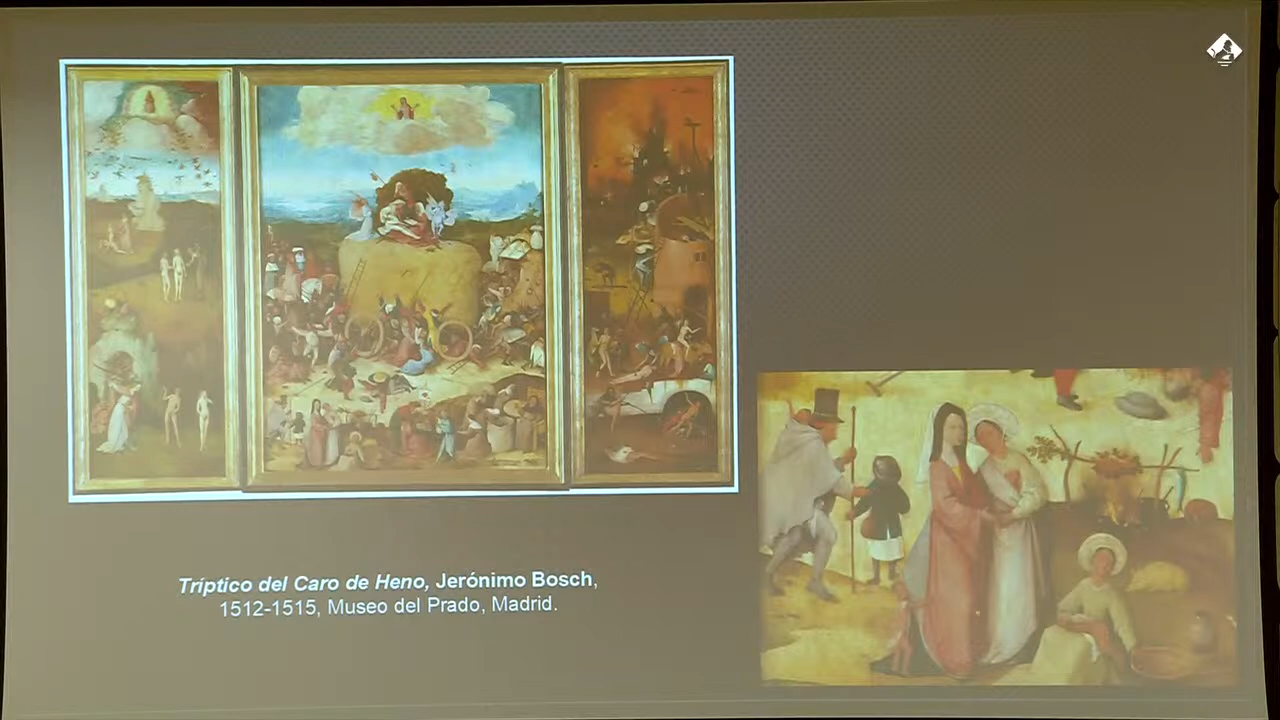 Tríptico del Caro de Heno, Jerónimo Bosch,
1512-1515, Museo del Prado, Madrid.